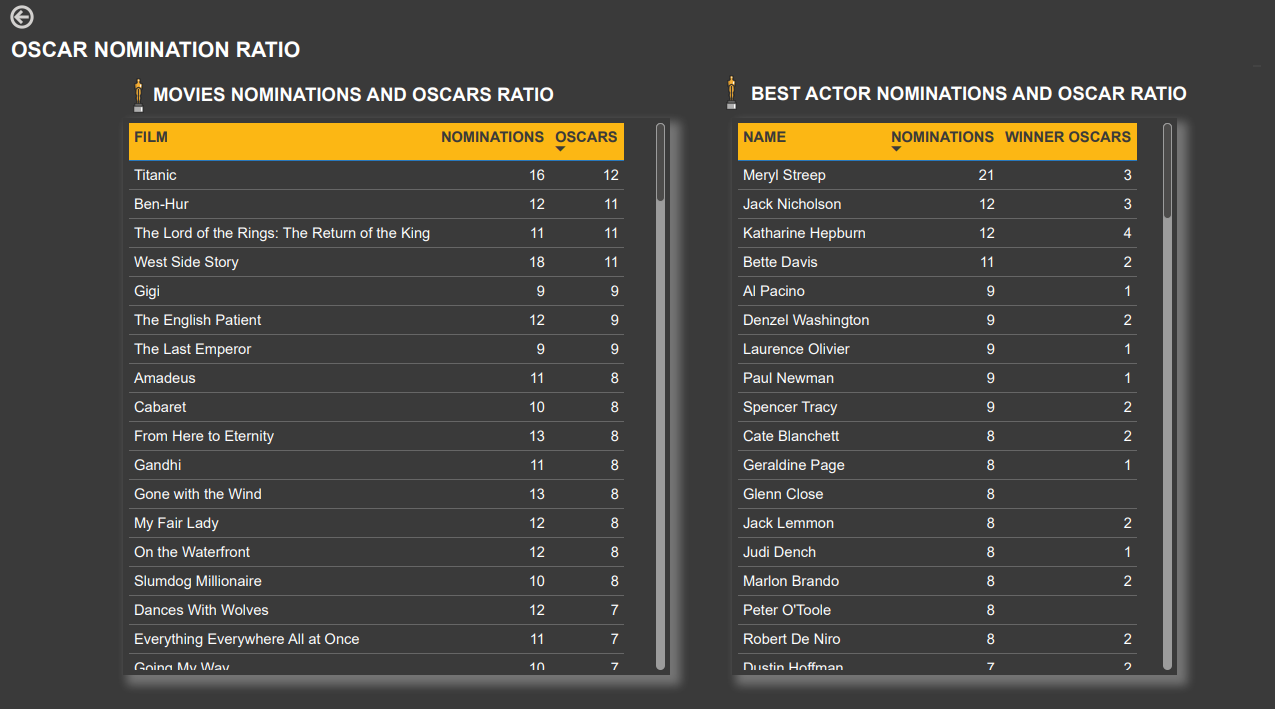 OSCAR NOMINATION RATIO
MOVIES NOMINATIONS AND OSCARS RATIO
FILM NOMINATIONS OSCARS
Titanic 16 12
Ben-Hur 12 11
The Lord of the Rings: The Return of the King 11 11
West Side Story 18 11
Gigi 9 9
The English Patient 12 9
The Last Emperor 9 9
Amadeus 11 8
Cabaret 10 8
From Here to Eternity 13 8
Gandhi 11 8
Gone with the Wind 13 8
My Fair Lady 12 8
On the Waterfront 12 8
Slumdog Millionaire 10 8
Dances With Wolves 12 7
Everything Everywhere All at Once 11 7
Going My Way 10 7
BEST ACTOR NOMINATIONS AND OSCAR RATIO
NAME NOMINATIONS WINNER OSCARS
Meryl Streep 21 3
Jack Nicholson 12 3
Katharine Hepburn 12 4
Bette Davis 11 2
Al Pacino 9 1
Denzel Washington 9 2
Laurence Olivier 9 1
Paul Newman 9 1
Spencer Tracy 9 2
Cate Blanchett 8 2
Geraldine Page 8 1
Glenn Close 8
Jack Lemmon 8 2
Judi Dench 8 1
Marlon Brando 8 2
Peter O'Toole 8
Robert De Niro 8 2
Dustin Hoffman 7 2